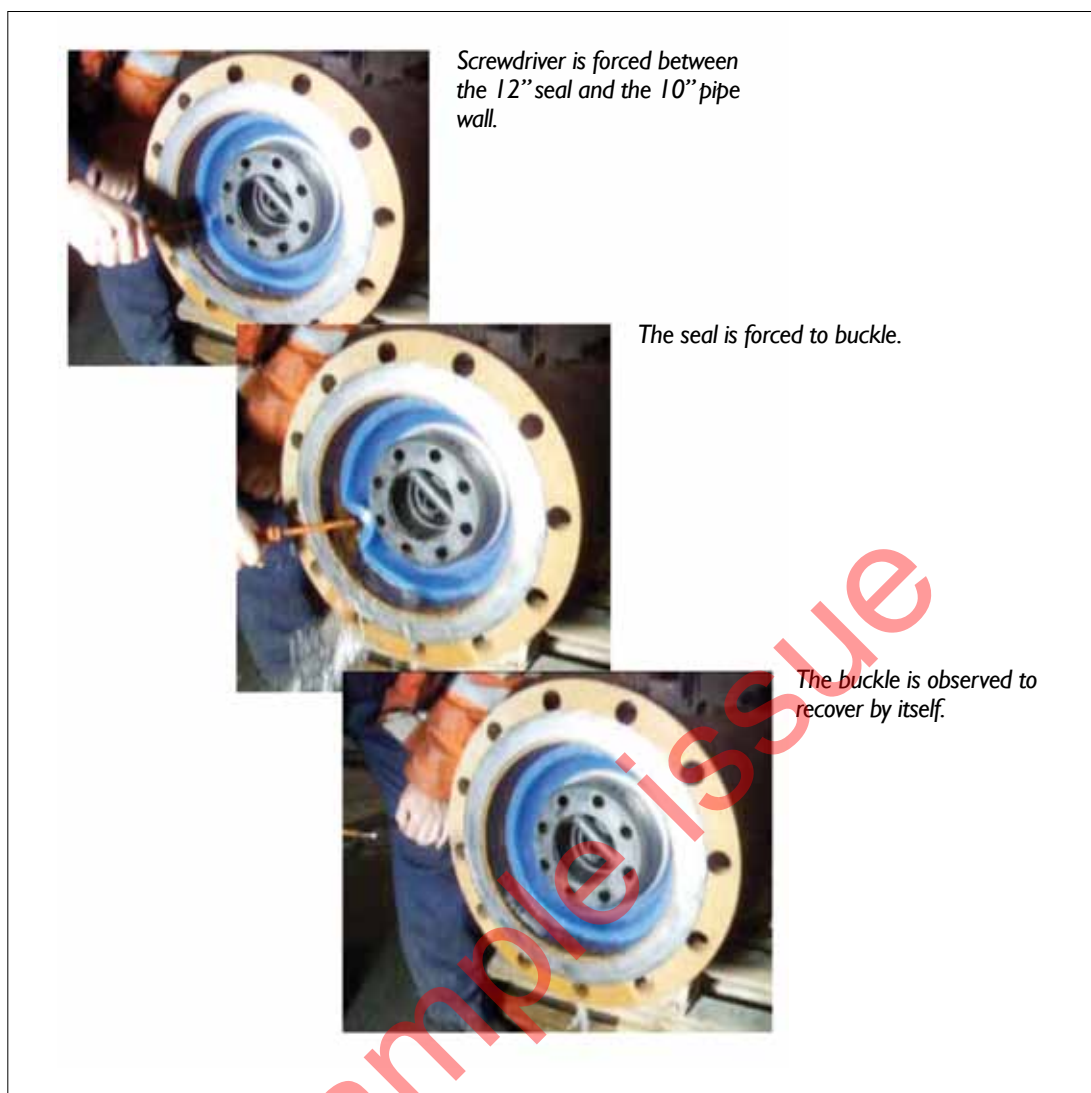 Screwdriver is forced between
the 12” seal and the 10” pipe
wall.
The seal is forced to buckle.
The buckle is observed to
recover by itself.
ample issue